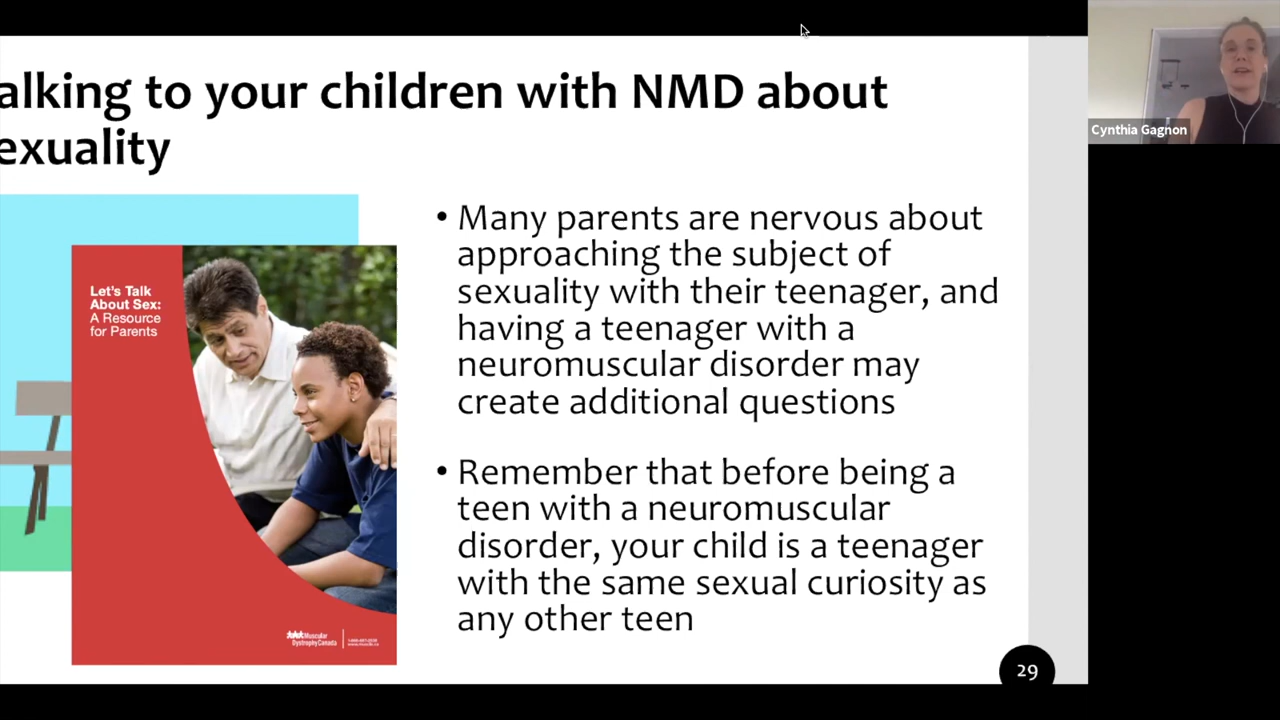 alking to your children with NMD about
exuality
Let's Talk
About Sex:
A Resource
for Parents
Muscular
Dystrophy Canada
• Many parents are nervous about
approaching the subject of
sexuality with their teenager, and
having a teenager with a
neuromuscular disorder may
create additional questions
• Remember that before being a
teen with a neuromuscular
disorder, your child is a teenager
with the same sexual curiosity as
any other teen
29
Cynthia Gagnon